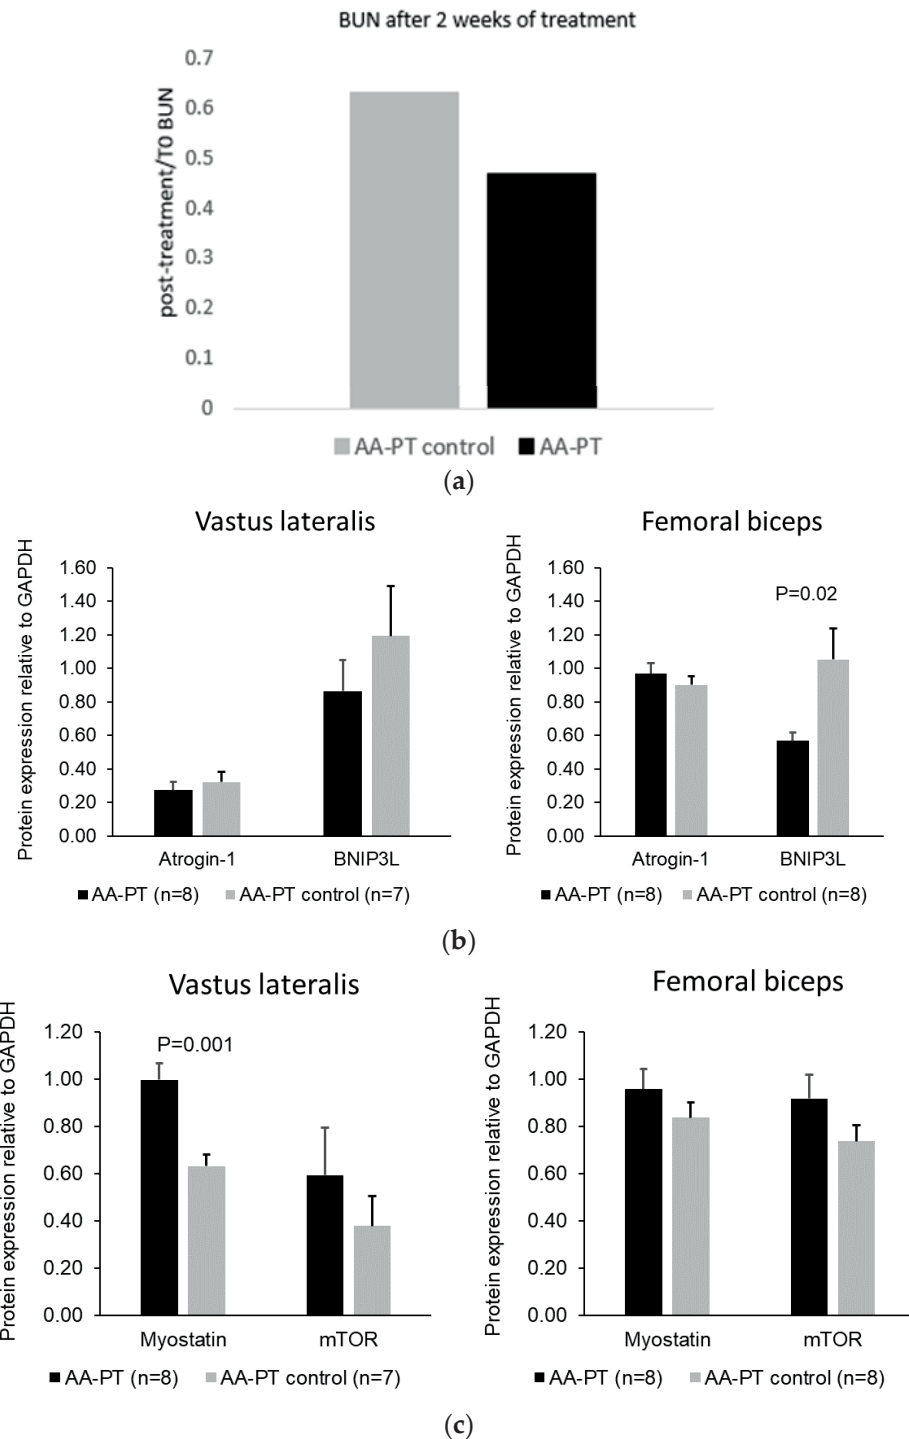 BUN after 2 weeks of treatment
post-treatment/T0 BUN
0.7
0.6
0.5
0.4
0.3
0.2
0.1
0
AA-PT control AA-PT
(a)
Vastus lateralis
Protein expression relative to GAPDH
1.60
1.40
1.20
1.00
0.80
0.60
0.40
0.20
0.00
Atrogin-1 BNIP3L
AA-PT (n=8) AA-PT control (n=7)
Femoral biceps
Protein expression relative to GAPDH
1.60
1.40
1.20
1.00
0.80
0.60
0.40
0.20
0.00
P=0.02
Atrogin-1 BNIP3L
AA-PT (n=8) AA-PT control (n=8)
(b)
Vastus lateralis
Protein expression relative to GAPDH
1.20
1.00
0.80
0.60
0.40
0.20
0.00
P=0.001
Myostatin mTOR
AA-PT (n=8) AA-PT control (n=7)
Femoral biceps
Protein expression relative to GAPDH
1.20
1.00
0.80
0.60
0.40
0.20
0.00
Myostatin mTOR
AA-PT (n=8) AA-PT control (n=8)
(c)